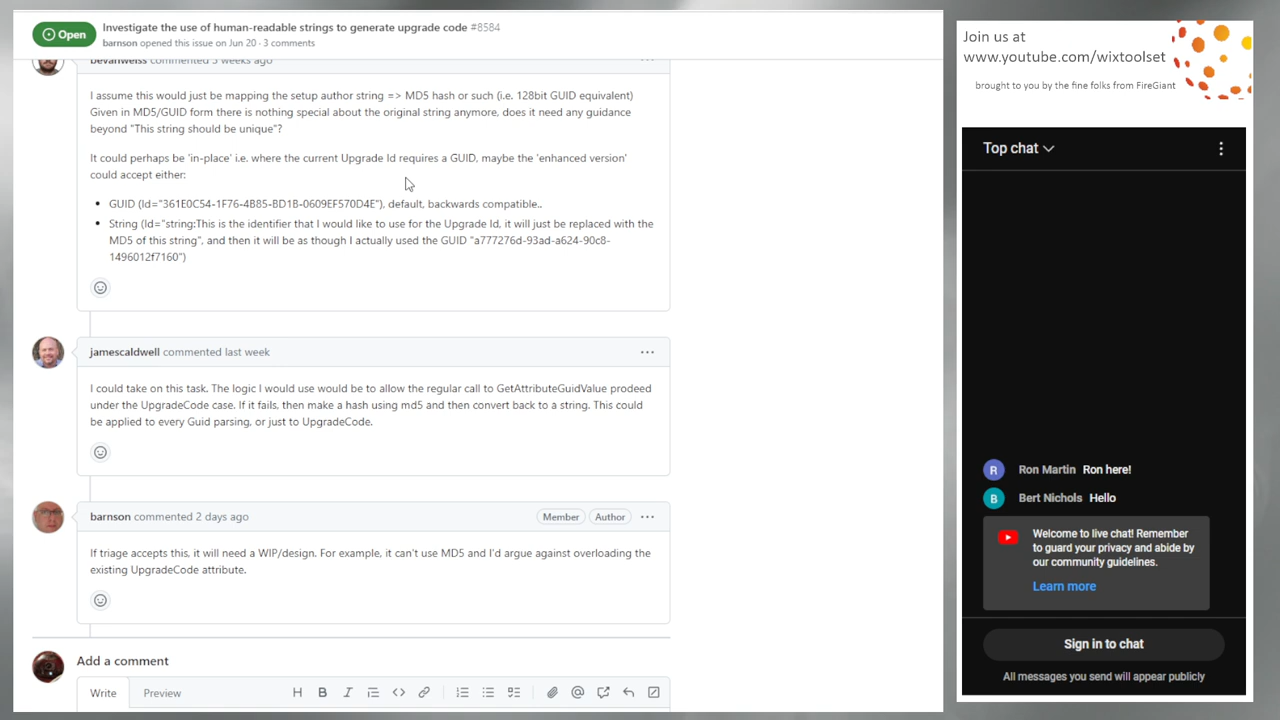 Open
Investigate the use of human-readable strings to generate upgrade code #8584
barnson opened this issue on Jun 20 · 3 comments
bevanweiss commented 3 weeks ago
I assume this would just be mapping the setup author string => MD5 hash or such (i.e. 128bit GUID equivalent)
Given in MD5/GUID form there is nothing special about the original string anymore, does it need any guidance
beyond "This string should be unique"?
It could perhaps be 'in-place' i.e. where the current Upgrade Id requires a GUID, maybe the 'enhanced version'
could accept either:
• GUID (Id="361E0C54-1F76-4B85-BD1B-0609EF570D4E"), default, backwards compatible..
• String (Id="string:This is the identifier that I would like to use for the Upgrade Id, it will just be replaced with the
MD5 of this string", and then it will be as though I actually used the GUID "a777276d-93ad-a624-90c8-
1496012f7160")
jamescaldwell commented last week
I could take on this task. The logic I would use would be to allow the regular call to GetAttributeGuidValue prodeed
under the UpgradeCode case. If it fails, then make a hash using md5 and then convert back to a string. This could
be applied to every Guid parsing, or just to UpgradeCode.
barnson commented 2 days ago
Member
Author
If triage accepts this, it will need a WIP/design. For example, it can't use MD5 and I'd argue against overloading the
existing UpgradeCode attribute.
Add a comment
Write
Preview
Join us at
www.youtube.com/wixtoolset
brought to you by the fine folks from FireGiant
Top chat
R Ron Martin Ron here!
B Bert Nichols Hello
Welcome to live chat! Remember
to guard your privacy and abide by
our community guidelines.
Learn more
Sign in to chat
All messages you send will appear publicly